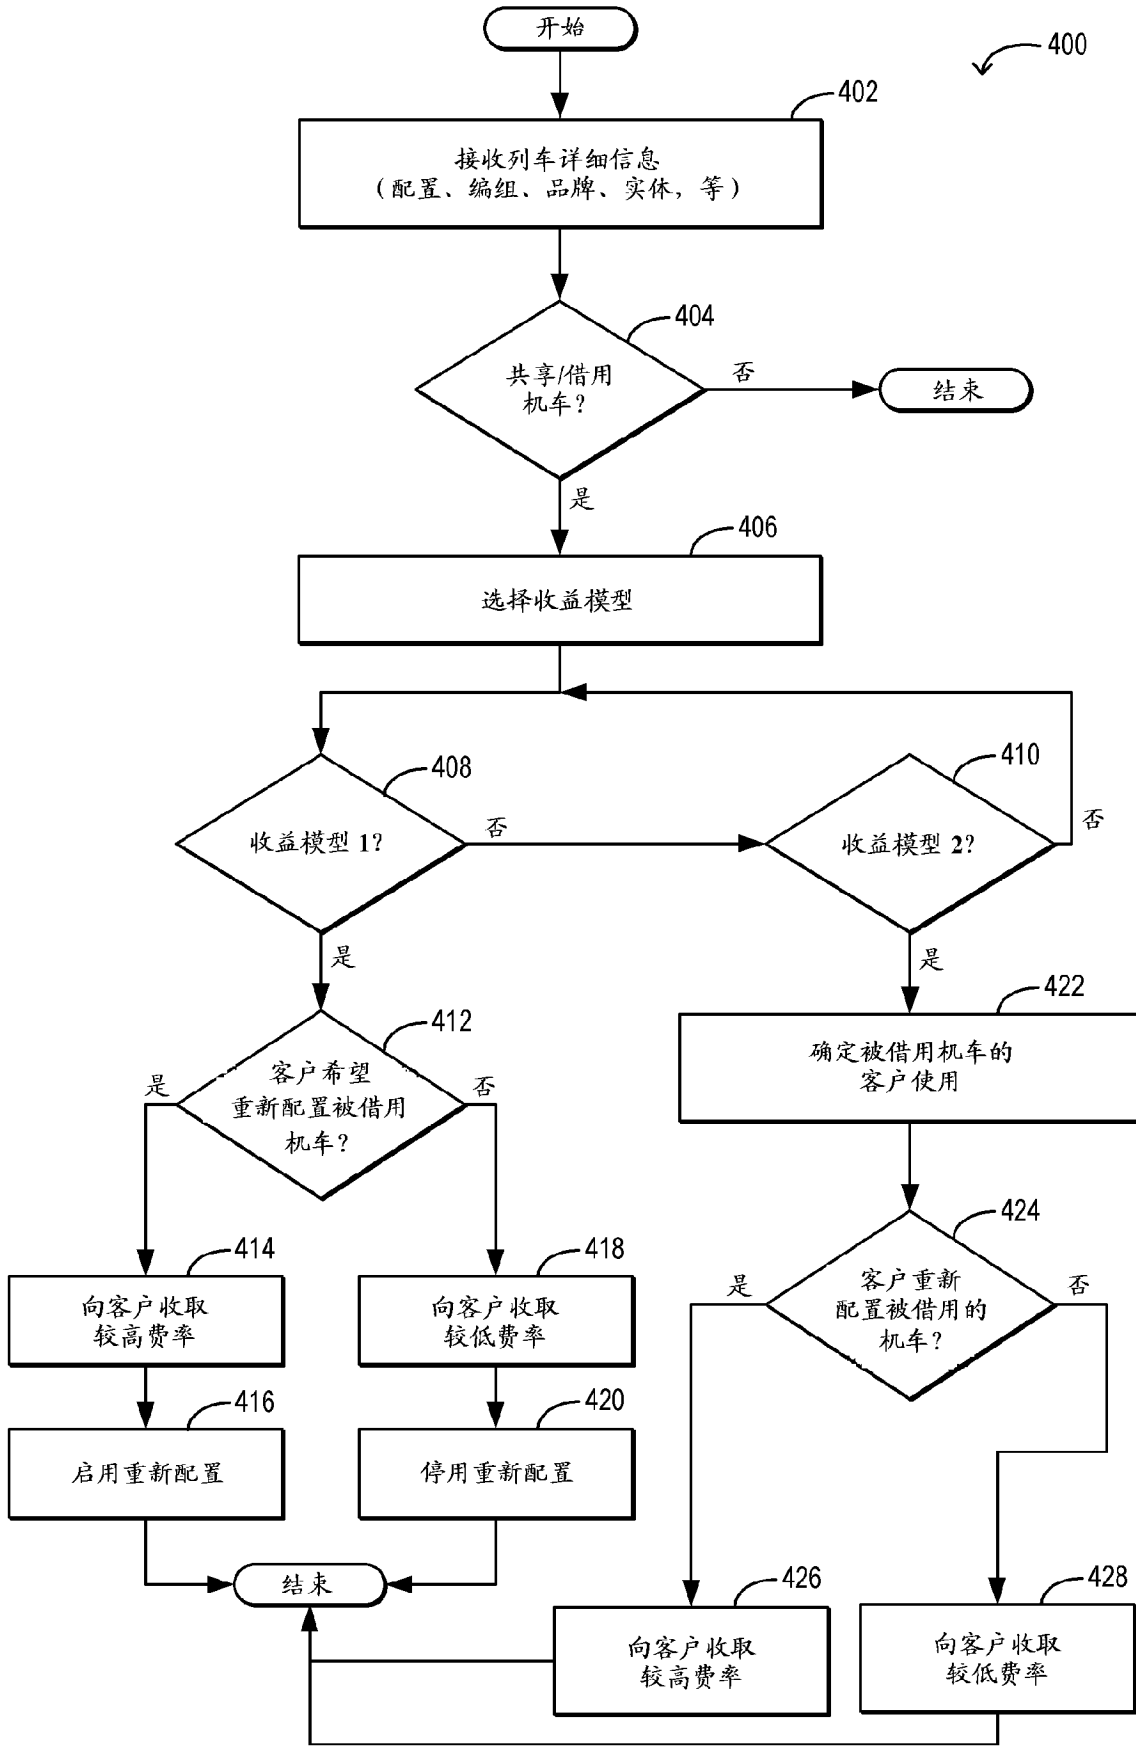 开始
400
402
接收列车详细信息
（配置、编组、品牌、实体，等）
404
共享/借用
机车？
否
结束
是
406
选择收益模型
408
收益模型 1？
否
410
收益模型 2？
否
是
是
412
客户希望
重新配置被借用
机车？
是
否
422
确定被借用机车的
客户使用
424
客户重新
配置被借用的
机车？
是
否
414
向客户收取
较高费率
418
向客户收取
较低费率
416
启用重新配置
420
停用重新配置
结束
426
向客户收取
较高费率
428
向客户收取
较低费率